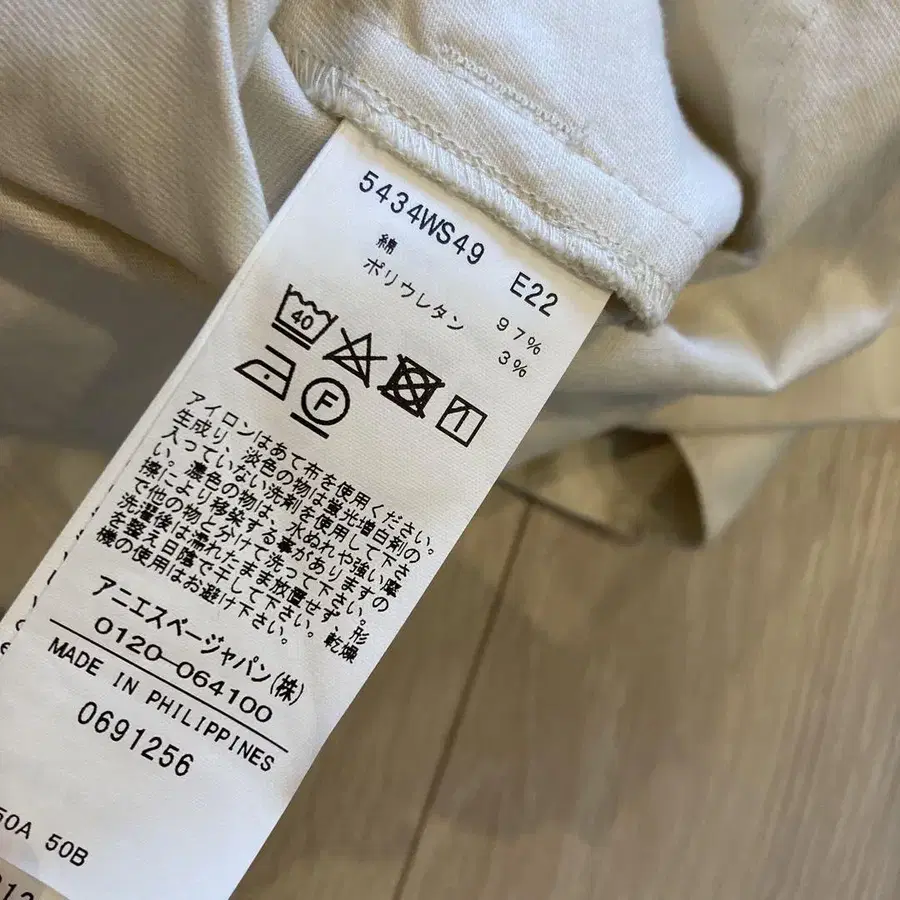 5434WS49 E22
綿 97%
ポリウレタン 3%
40
F
アイロンはあて布を使用ください。
生成り、淡色の物は蛍光増白剤の
入っていない洗剤を使用して下さ
い。濃色の物は、水ぬれや強い摩
擦により移染する事がありますの
で他の物と分けて洗って下さい。
洗濯後は濡れたまま放置せず、形
を整え日陰で干して下さい。乾燥
機の使用はお避け下さい。
アニエスベージャパン(株)
0120-064100
MADE IN PHILIPPINES
0691256
50A 50B